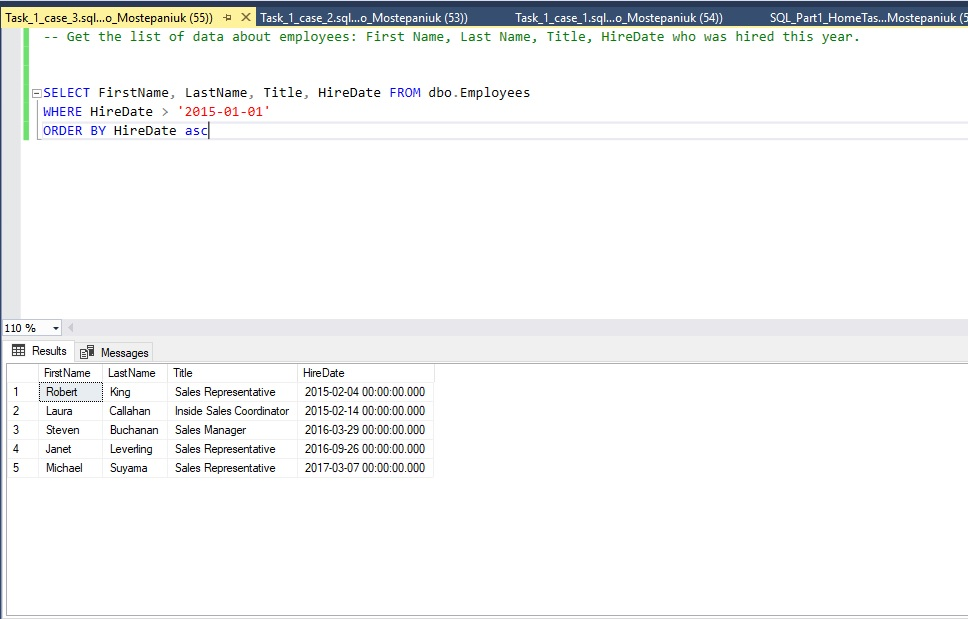 Task_1_case_3.sql...o_Mostepaniuk (55)) Task_1_case_2.sql...o_Mostepaniuk (53)) Task_1_case_1.sql...o_Mostepaniuk (54)) SQL_Part1_HomeTas...Mostepaniuk (5
-- Get the list of data about employees: First Name, Last Name, Title, HireDate who was hired this year.
SELECT FirstName, LastName, Title, HireDate FROM dbo.Employees
WHERE HireDate > '2015-01-01'
ORDER BY HireDate asc
110 %
Results Messages
FirstName LastName Title HireDate
1 Robert King Sales Representative 2015-02-04 00:00:00.000
2 Laura Callahan Inside Sales Coordinator 2015-02-14 00:00:00.000
3 Steven Buchanan Sales Manager 2016-03-29 00:00:00.000
4 Janet Leverling Sales Representative 2016-09-26 00:00:00.000
5 Michael Suyama Sales Representative 2017-03-07 00:00:00.000